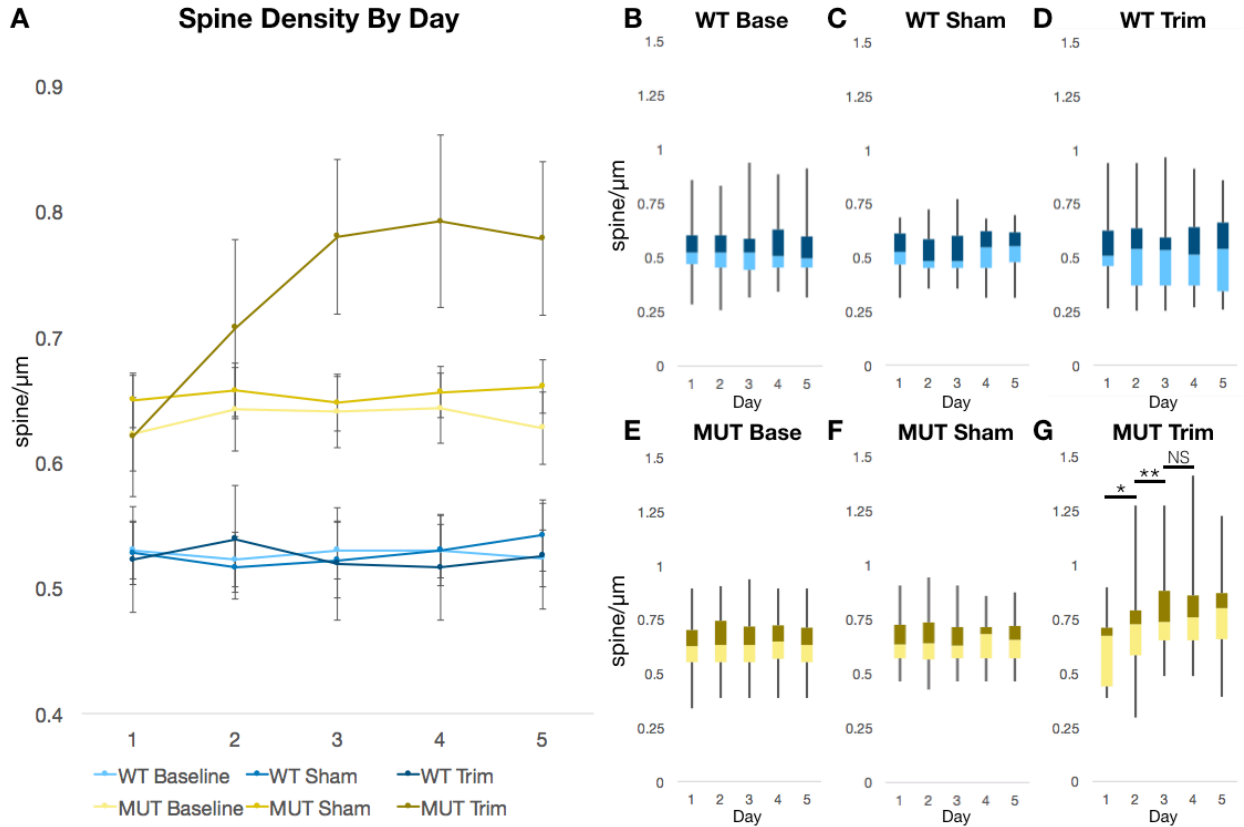 A Spine Density By Day
spine/µm
0.9
0.8
0.7
0.6
0.5
0.4
1 2 3 4 5
WT Baseline WT Sham WT Trim
MUT Baseline MUT Sham MUT Trim
B WT Base
spine/µm
1.5
1.25
1
0.75
0.5
0.25
0
1 2 3 4 5
Day
C WT Sham
1.5
1.25
1
0.75
0.5
0.25
0
1 2 3 4 5
Day
D WT Trim
1.5
1.25
1
0.75
0.5
0.25
0
1 2 3 4 5
Day
E MUT Base
spine/µm
1.5
1.25
1
0.75
0.5
0.25
0
1 2 3 4 5
Day
F MUT Sham
1.5
1.25
1
0.75
0.5
0.25
0
1 2 3 4 5
Day
G MUT Trim
NS
**
*
1.5
1.25
1
0.75
0.5
0.25
0
1 2 3 4 5
Day